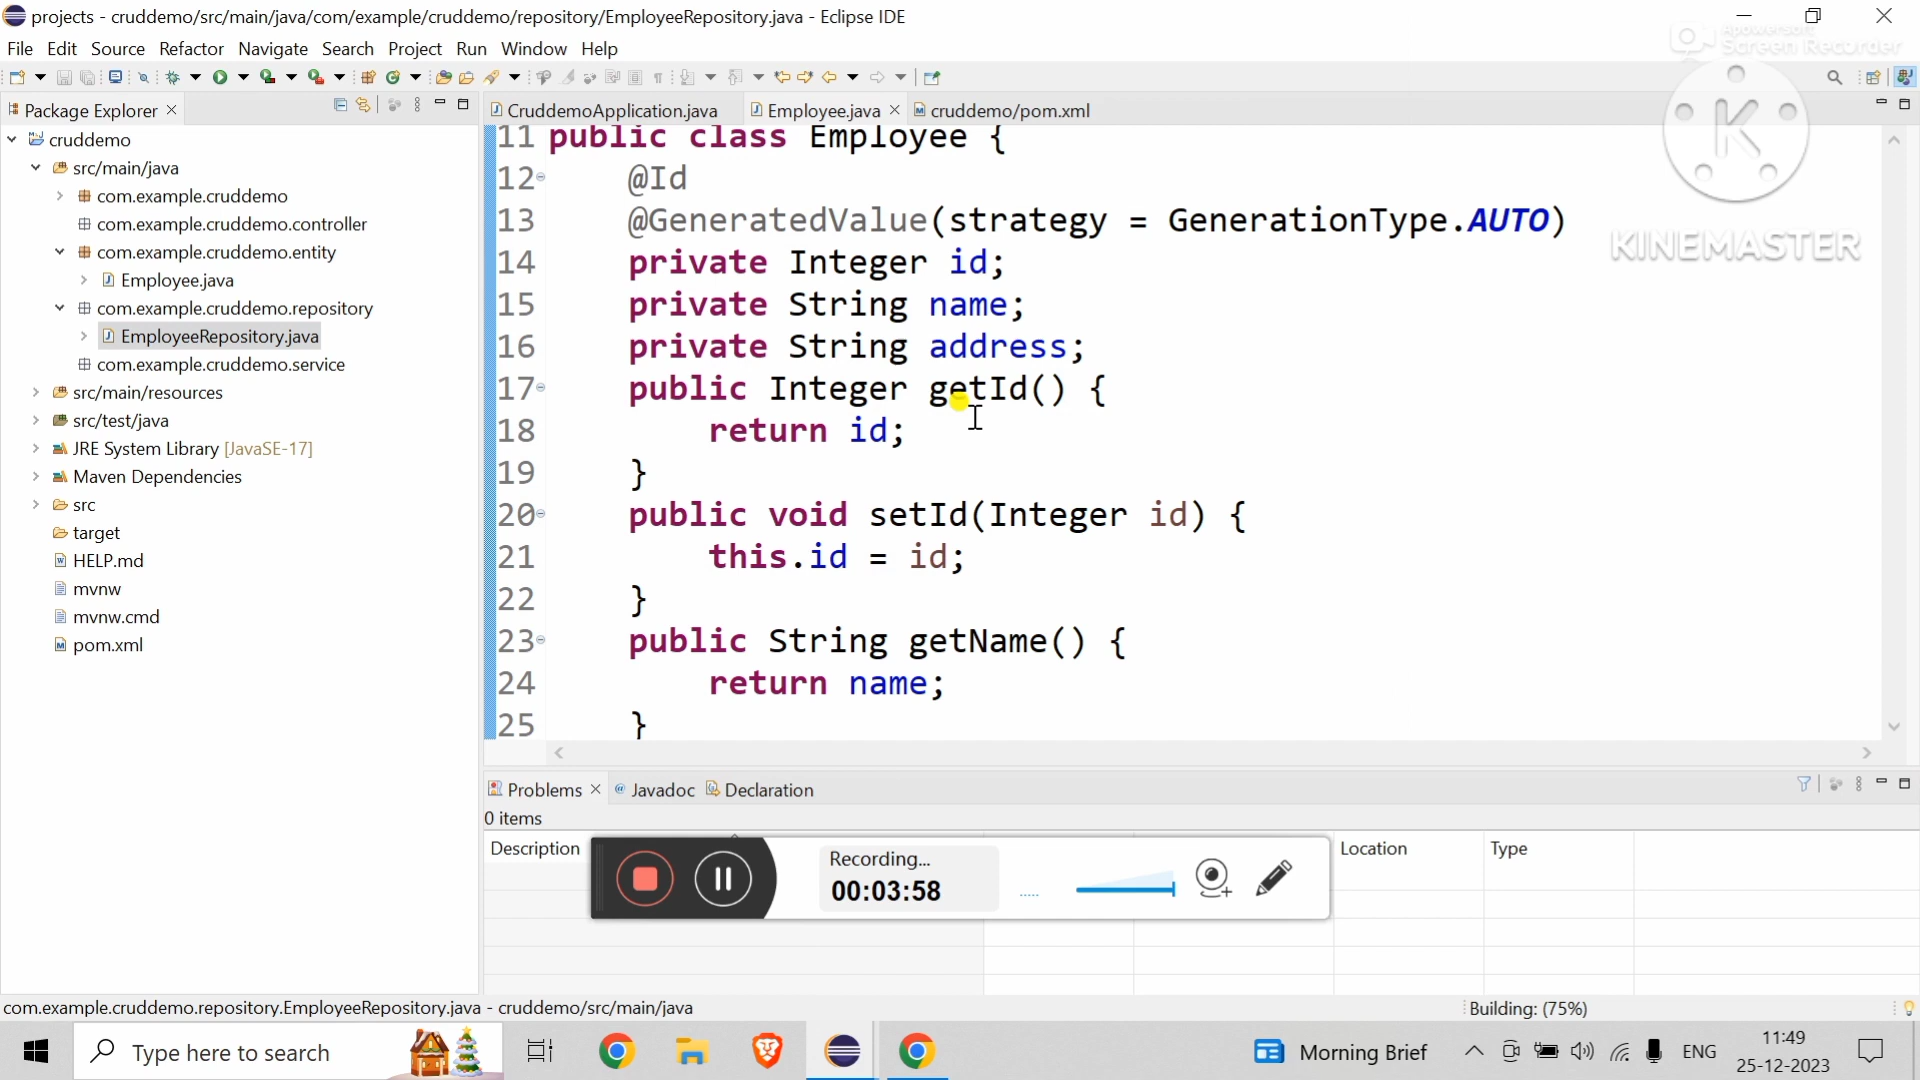 projects - cruddemo/src/main/java/com/example/cruddemo/repository/EmployeeRepository.java - Eclipse IDE
File Edit Source Refactor Navigate Search Project Run Window Help
Apowersoft
Screen Recorder
Package Explorer
CruddemoApplication.java
Employee.java
cruddemo/pom.xml
cruddemo
src/main/java
com.example.cruddemo
com.example.cruddemo.controller
com.example.cruddemo.entity
Employee.java
com.example.cruddemo.repository
EmployeeRepository.java
com.example.cruddemo.service
src/main/resources
src/test/java
JRE System Library [JavaSE-17]
Maven Dependencies
src
target
HELP.md
mvnw
mvnw.cmd
pom.xml
11 public class Employee {
12 @Id
13 @GeneratedValue(strategy = GenerationType.AUTO)
14 private Integer id;
15 private String name;
16 private String address;
17 public Integer getId() {
18 return id;
19 }
20 public void setId(Integer id) {
21 this.id = id;
22 }
23 public String getName() {
24 return name;
25 }
K
KINEMASTER
Problems
@ Javadoc
Declaration
0 items
Description
Location
Type
Recording...
00:03:58
com.example.cruddemo.repository.EmployeeRepository.java - cruddemo/src/main/java
Building: (75%)
Type here to search
Morning Brief
ENG
11:49
25-12-2023